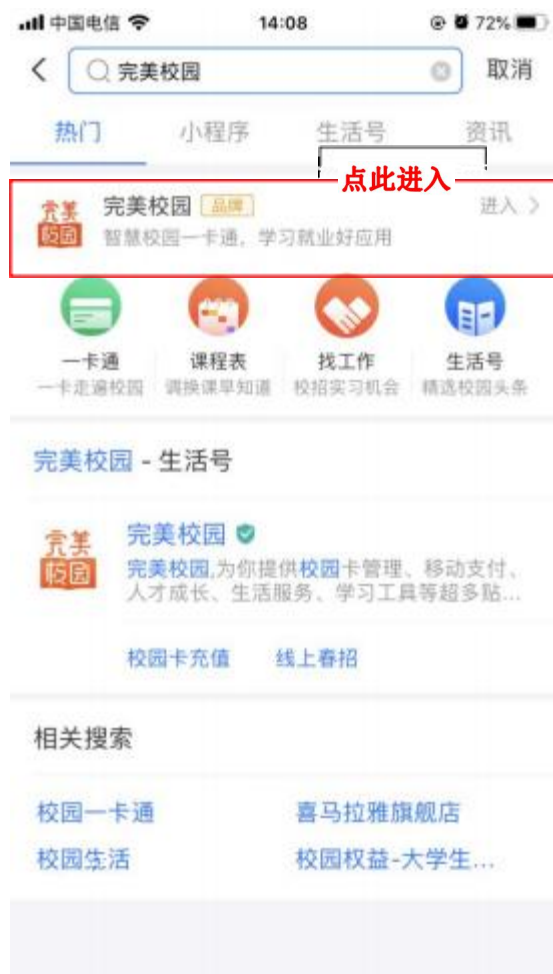 中国电信 14:08 72%
完美校园 取消
热门 小程序 生活号 资讯
点此进入
完美校园 品牌 进入
智慧校园一卡通，学习就业好应用
完美校园
一卡通 课程表 找工作 生活号
一卡走遍校园 调换课早知道 校招实习机会 精选校园头条
完美校园 - 生活号
完美校园
完美校园
完美校园,为你提供校园卡管理、移动支付、
人才成长、生活服务、学习工具等超多贴...
校园卡充值 线上春招
相关搜索
校园一卡通 喜马拉雅旗舰店
校园生活 校园权益-大学生...